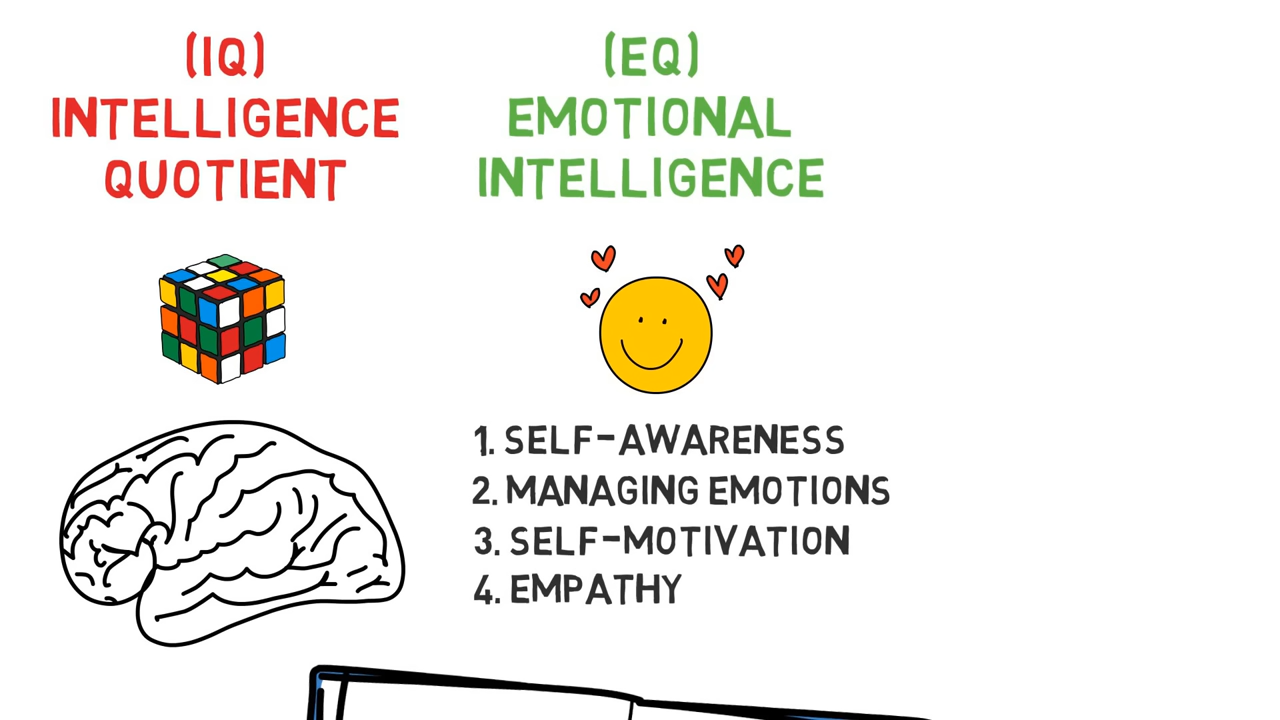 (IQ)
INTELLIGENCE
QUOTIENT
(EQ)
EMOTIONAL
INTELLIGENCE
1. SELF-AWARENESS
2. MANAGING EMOTIONS
3. SELF-MOTIVATION
4. EMPATHY